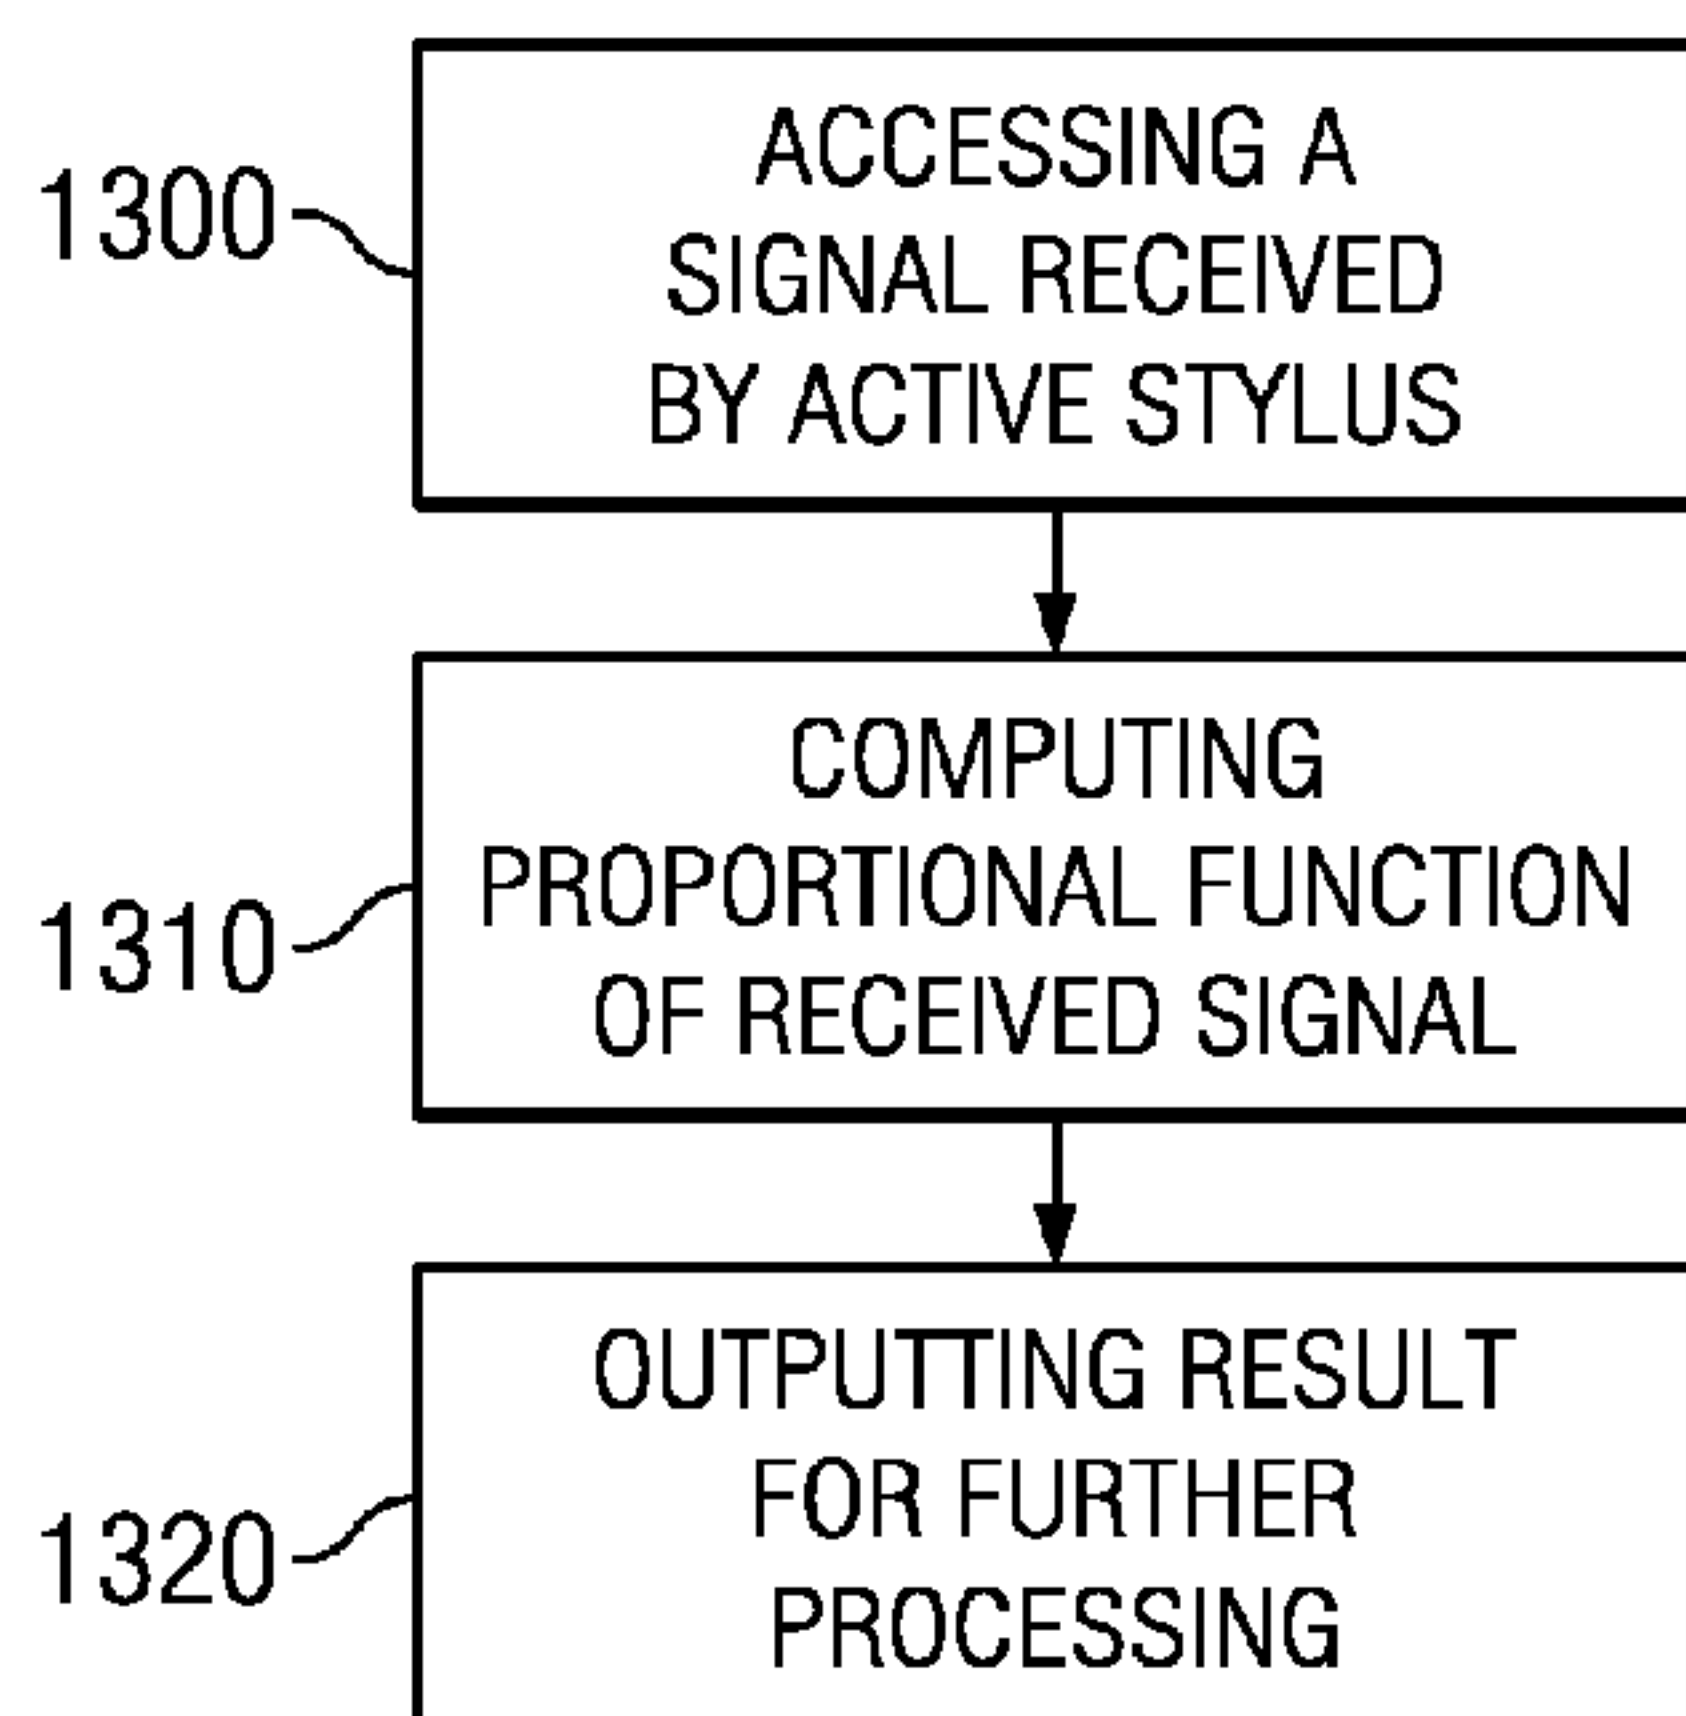 1300
ACCESSING A
SIGNAL RECEIVED
BY ACTIVE STYLUS
1310
COMPUTING
PROPORTIONAL FUNCTION
OF RECEIVED SIGNAL
1320
OUTPUTTING RESULT
FOR FURTHER
PROCESSING